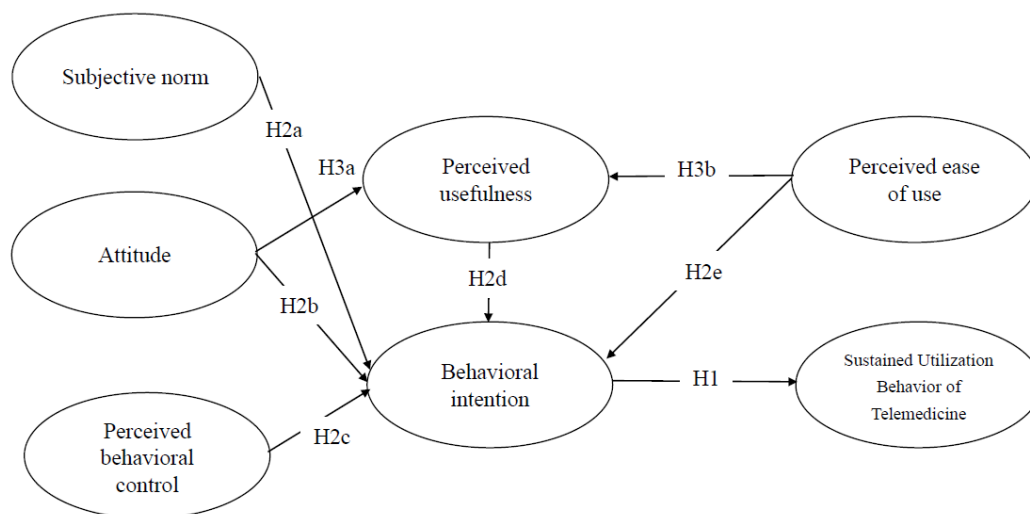 Subjective norm
H2a
H3a
Perceived
usefulness
H3b
Perceived ease
of use
Attitude
H2b
H2d
H2e
Behavioral
intention
H1
Sustained Utilization
Behavior of
Telemedicine
Perceived
behavioral
control
H2c